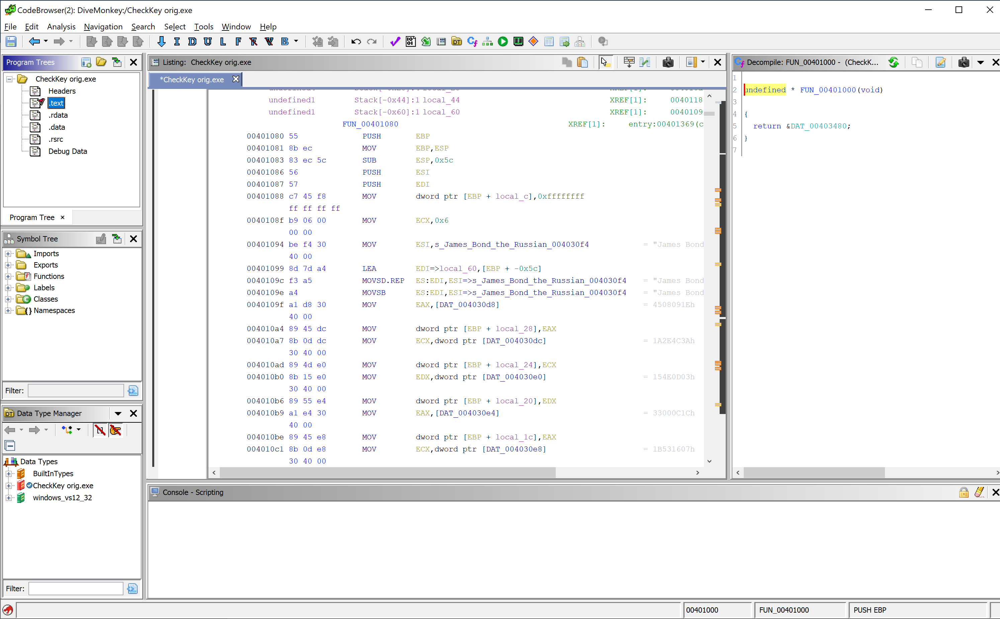 CodeBrowser(2): DiveMonkey:/CheckKey orig.exe
File Edit Analysis Navigation Search Select Tools Window Help
I D U L F F V B
Program Trees
CheckKey orig.exe
Headers
.text
.rdata
.data
.rsrc
Debug Data
Program Tree ×
Symbol Tree
Imports
Exports
Functions
Labels
Classes
Namespaces
Filter:
Data Type Manager
Data Types
BuiltInTypes
CheckKey orig.exe
windows_vs12_32
Filter:
Listing: CheckKey orig.exe
*CheckKey orig.exe
undefined1 Stack[-0x44]:1 local_44 XREF[1]: 0040118
undefined1 Stack[-0x60]:1 local_60 XREF[1]: 0040109
FUN_00401080 XREF[1]: entry:00401369(c
00401080 55 PUSH EBP
00401081 8b ec MOV EBP,ESP
00401083 83 ec 5c SUB ESP,0x5c
00401086 56 PUSH ESI
00401087 57 PUSH EDI
00401088 c7 45 f8 MOV dword ptr [EBP + local_c],0xffffffff
ff ff ff ff
0040108f b9 06 00 MOV ECX,0x6
00 00
00401094 be f4 30 MOV ESI,s_James_Bond_the_Russian_004030f4 = "James Bond
40 00
00401099 8d 7d a4 LEA EDI=>local_60,[EBP + -0x5c]
0040109c f3 a5 MOVSD.REP ES:EDI,ESI=>s_James_Bond_the_Russian_004030f4 = "James Bond
0040109e a4 MOVSB ES:EDI,ESI=>s_James_Bond_the_Russian_004030f4 = "James Bond
0040109f a1 d8 30 MOV EAX,[DAT_004030d8] = 4508091Eh
40 00
004010a4 89 45 dc MOV dword ptr [EBP + local_28],EAX
004010a7 8b 0d dc MOV ECX,dword ptr [DAT_004030dc] = 1A2E4C3Ah
30 40 00
004010ad 89 4d e0 MOV dword ptr [EBP + local_24],ECX
004010b0 8b 15 e0 MOV EDX,dword ptr [DAT_004030e0] = 154E0D03h
30 40 00
004010b6 89 55 e4 MOV dword ptr [EBP + local_20],EDX
004010b9 a1 e4 30 MOV EAX,[DAT_004030e4] = 33000C1Ch
40 00
004010be 89 45 e8 MOV dword ptr [EBP + local_1c],EAX
004010c1 8b 0d e8 MOV ECX,dword ptr [DAT_004030e8] = 1B531607h
30 40 00
Decompile: FUN_00401000 - (CheckK...
1
2 undefined * FUN_00401000(void)
3
4 {
5 return &DAT_00403480;
6 }
7
Console - Scripting
00401000 FUN_00401000 PUSH EBP